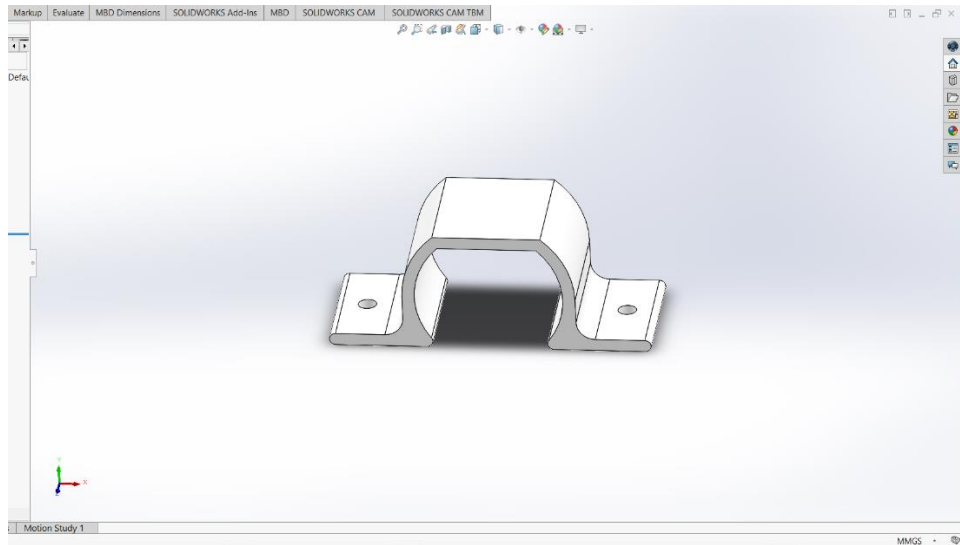 Markup Evaluate MBD Dimensions SOLIDWORKS Add-Ins MBD SOLIDWORKS CAM SOLIDWORKS CAM TBM
Defau
Y
X
Motion Study 1
MMGS